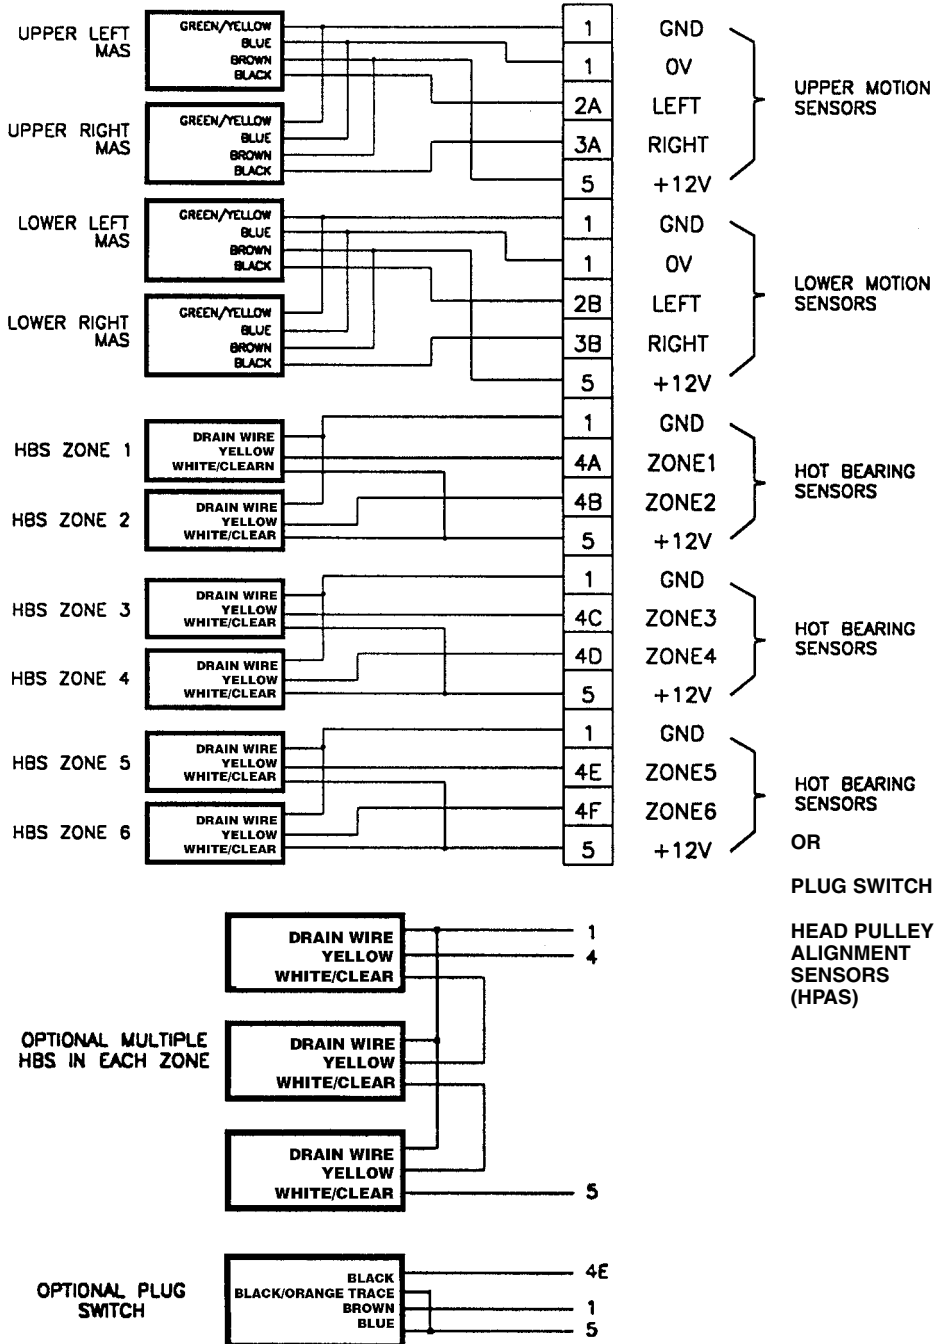 UPPER LEFT
MAS
GREEN/YELLOW
BLUE
BROWN
BLACK
UPPER RIGHT
MAS
GREEN/YELLOW
BLUE
BROWN
BLACK
1 GND
1 0V
2A LEFT
3A RIGHT
5 +12V
UPPER MOTION
SENSORS
LOWER LEFT
MAS
GREEN/YELLOW
BLUE
BROWN
BLACK
LOWER RIGHT
MAS
GREEN/YELLOW
BLUE
BROWN
BLACK
1 GND
1 0V
2B LEFT
3B RIGHT
5 +12V
LOWER MOTION
SENSORS
HBS ZONE 1
DRAIN WIRE
YELLOW
WHITE/CLEARN
HBS ZONE 2
DRAIN WIRE
YELLOW
WHITE/CLEAR
1 GND
4A ZONE1
4B ZONE2
5 +12V
HOT BEARING
SENSORS
HBS ZONE 3
DRAIN WIRE
YELLOW
WHITE/CLEAR
HBS ZONE 4
DRAIN WIRE
YELLOW
WHITE/CLEAR
1 GND
4C ZONE3
4D ZONE4
5 +12V
HOT BEARING
SENSORS
HBS ZONE 5
DRAIN WIRE
YELLOW
WHITE/CLEAR
HBS ZONE 6
DRAIN WIRE
YELLOW
WHITE/CLEAR
1 GND
4E ZONE5
4F ZONE6
5 +12V
HOT BEARING
SENSORS
OR
PLUG SWITCH
HEAD PULLEY
ALIGNMENT
SENSORS
(HPAS)
OPTIONAL MULTIPLE
HBS IN EACH ZONE
DRAIN WIRE
YELLOW
WHITE/CLEAR
1
4
DRAIN WIRE
YELLOW
WHITE/CLEAR
DRAIN WIRE
YELLOW
WHITE/CLEAR
5
OPTIONAL PLUG
SWITCH
BLACK
BLACK/ORANGE TRACE
BROWN
BLUE
4E
1
5